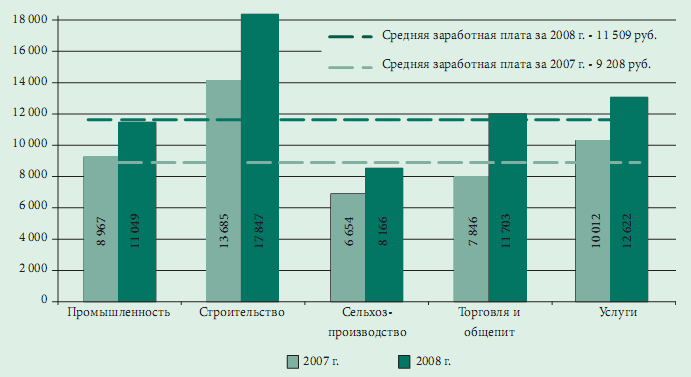 18 000
Средняя заработная плата за 2008 г. - 11 509 руб.
16 000
Средняя заработная плата за 2007 г. - 9 208 руб.
14 000
12 000
10 000
8 000
6 000
4 000
2 000
0
8 967
11 049
13 685
17 847
6 654
8 166
7 846
11 703
10 012
12 622
Промышленность
Строительство
Сельхоз-
производство
Торговля и
общепит
Услуги
2007 г.
2008 г.